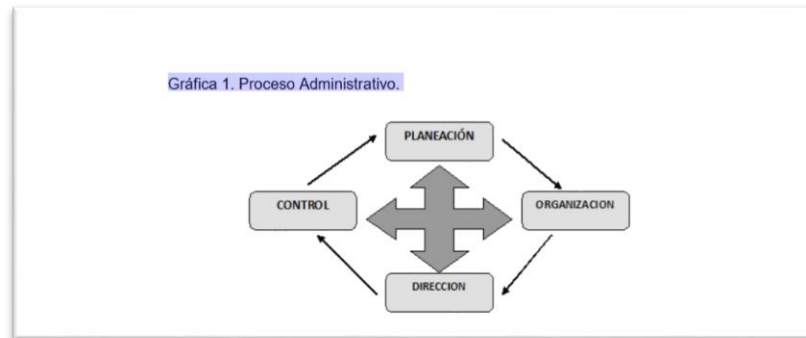 Gráfica 1. Proceso Administrativo.
PLANEACIÓN
CONTROL
ORGANIZACION
DIRECCION